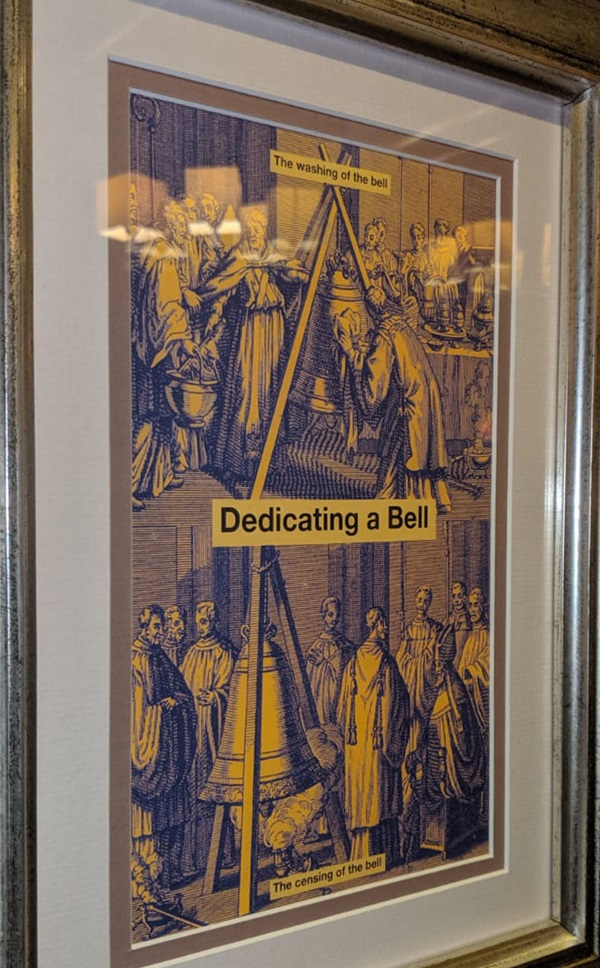 The washing of the bell
Dedicating a Bell
The censing of the bell